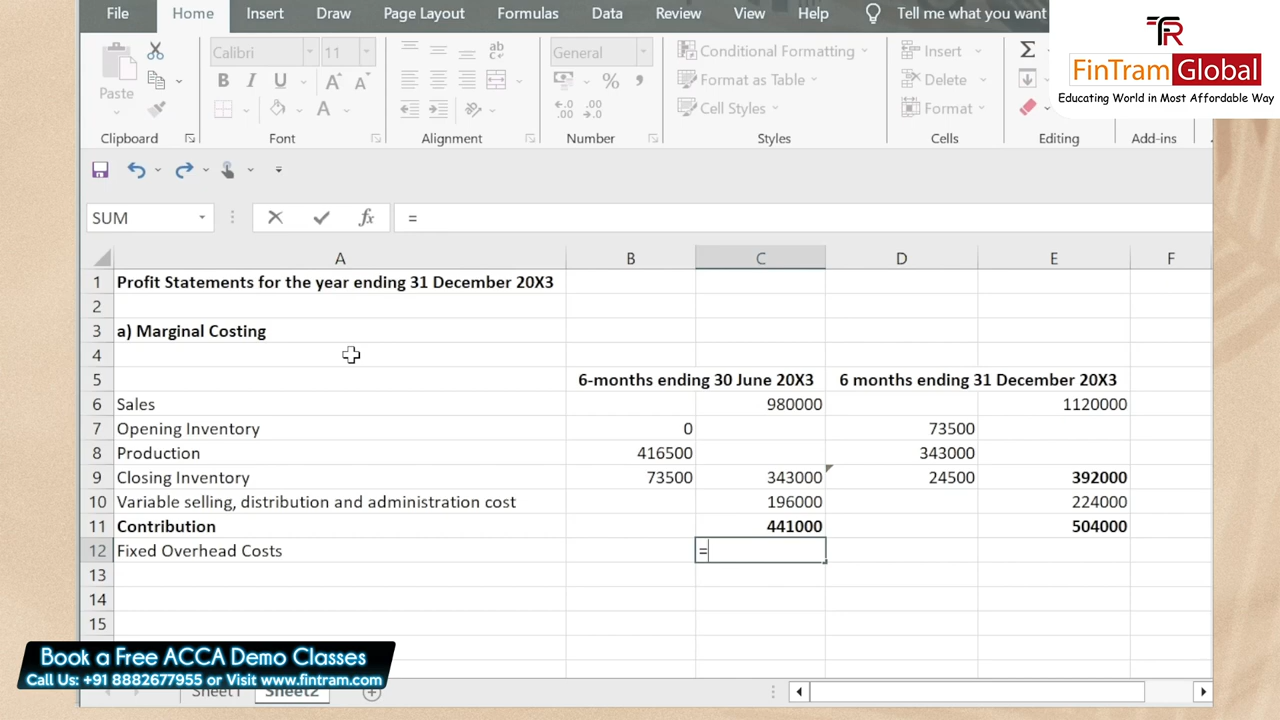 File Home Insert Draw Page Layout Formulas Data Review View Help Tell me what you want
Calibri 11 General Conditional Formatting Insert Σ
Paste B I U A A Format as Table Delete
Cell Styles Format
Clipboard Font Alignment Number Styles Cells Editing Add-ins
FinTram Global
Educating World in Most Affordable Way
SUM fx =
A B C D E F
1 Profit Statements for the year ending 31 December 20X3
2
3 a) Marginal Costing
4
5 6-months ending 30 June 20X3 6 months ending 31 December 20X3
6 Sales 980000 1120000
7 Opening Inventory 0 73500
8 Production 416500 343000
9 Closing Inventory 73500 343000 24500 392000
10 Variable selling, distribution and administration cost 196000 224000
11 Contribution 441000 504000
12 Fixed Overhead Costs =
13
14
15
Book a Free ACCA Demo Classes
Call Us: +91 8882677955 or Visit www.fintram.com
Sheet1 Sheet2